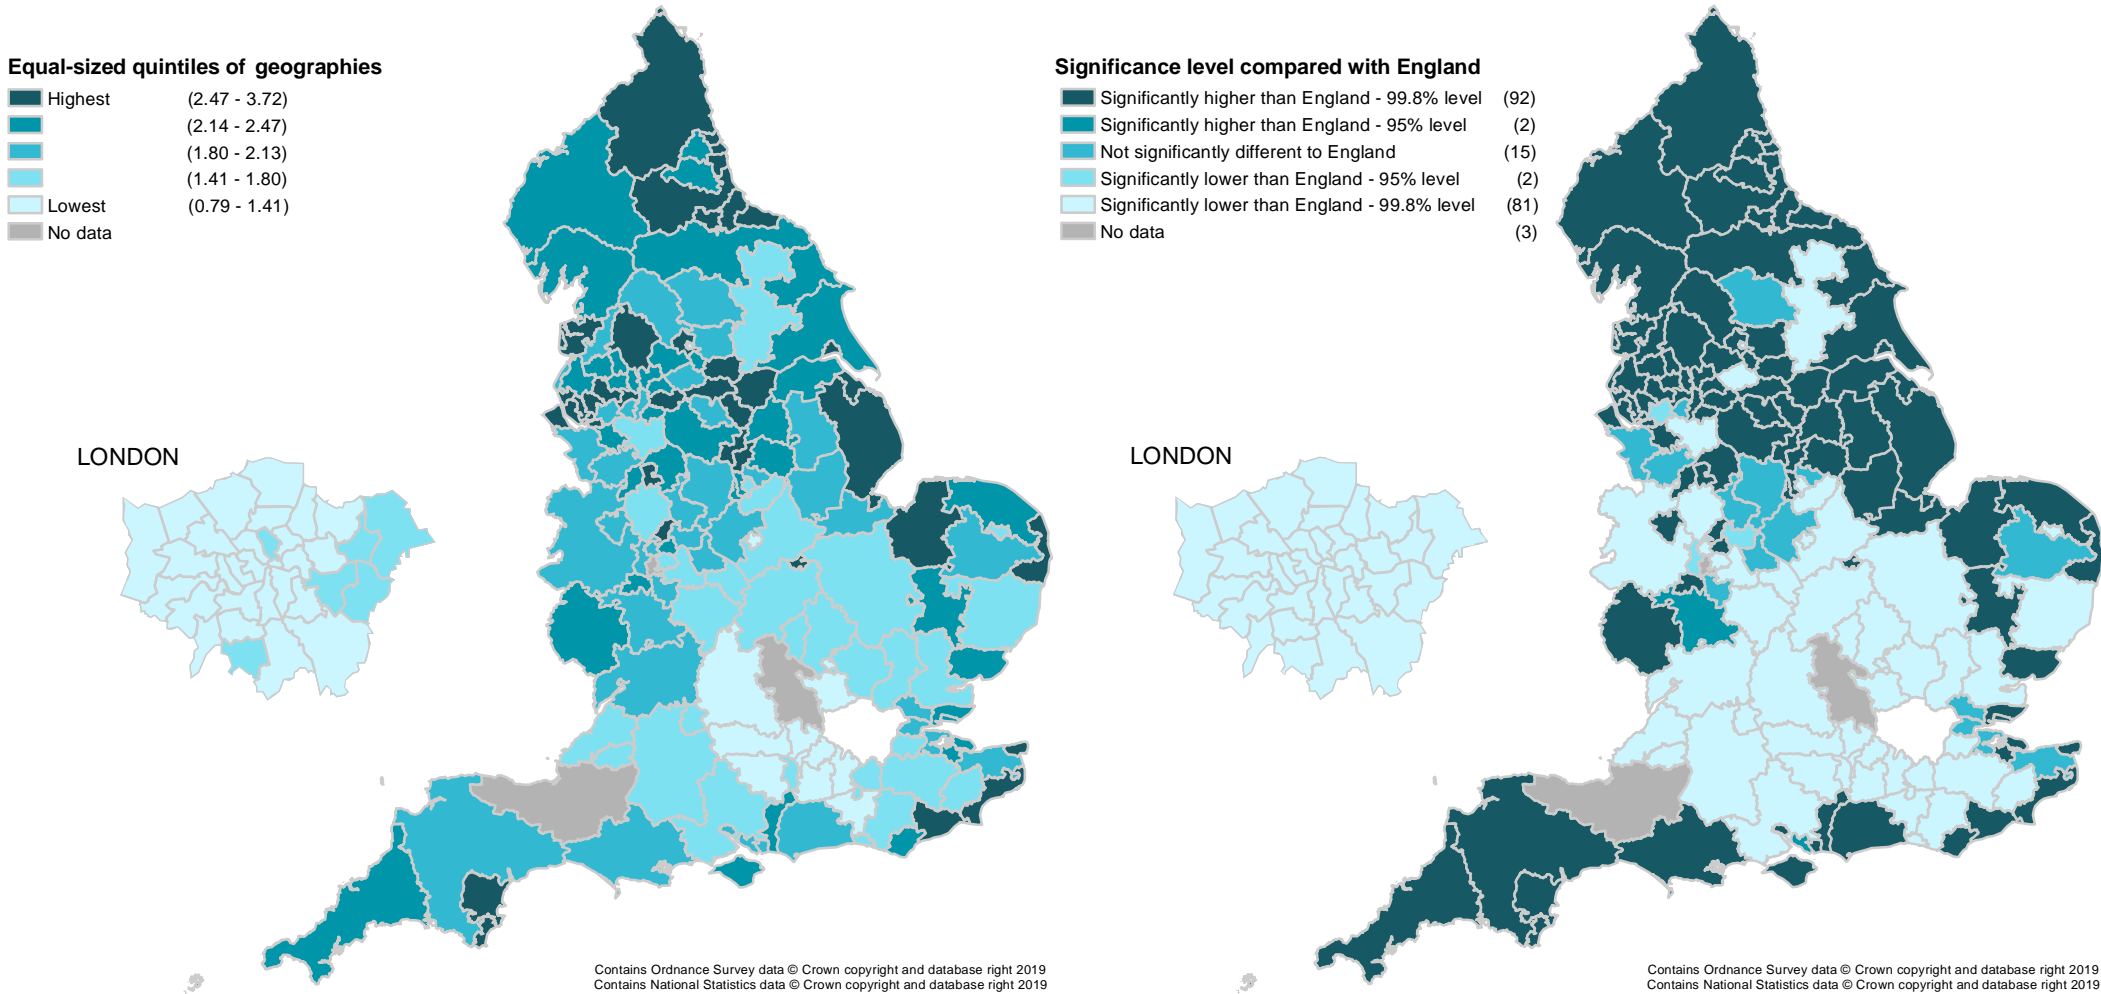 Equal-sized quintiles of geographies
Highest (2.47 - 3.72)
(2.14 - 2.47)
(1.80 - 2.13)
(1.41 - 1.80)
Lowest (0.79 - 1.41)
No data
LONDON
Contains Ordnance Survey data © Crown copyright and database right 2019
Contains National Statistics data © Crown copyright and database right 2019
Significance level compared with England
Significantly higher than England - 99.8% level (92)
Significantly higher than England - 95% level (2)
Not significantly different to England (15)
Significantly lower than England - 95% level (2)
Significantly lower than England - 99.8% level (81)
No data (3)
LONDON
Contains Ordnance Survey data © Crown copyright and database right 2019
Contains National Statistics data © Crown copyright and database right 2019